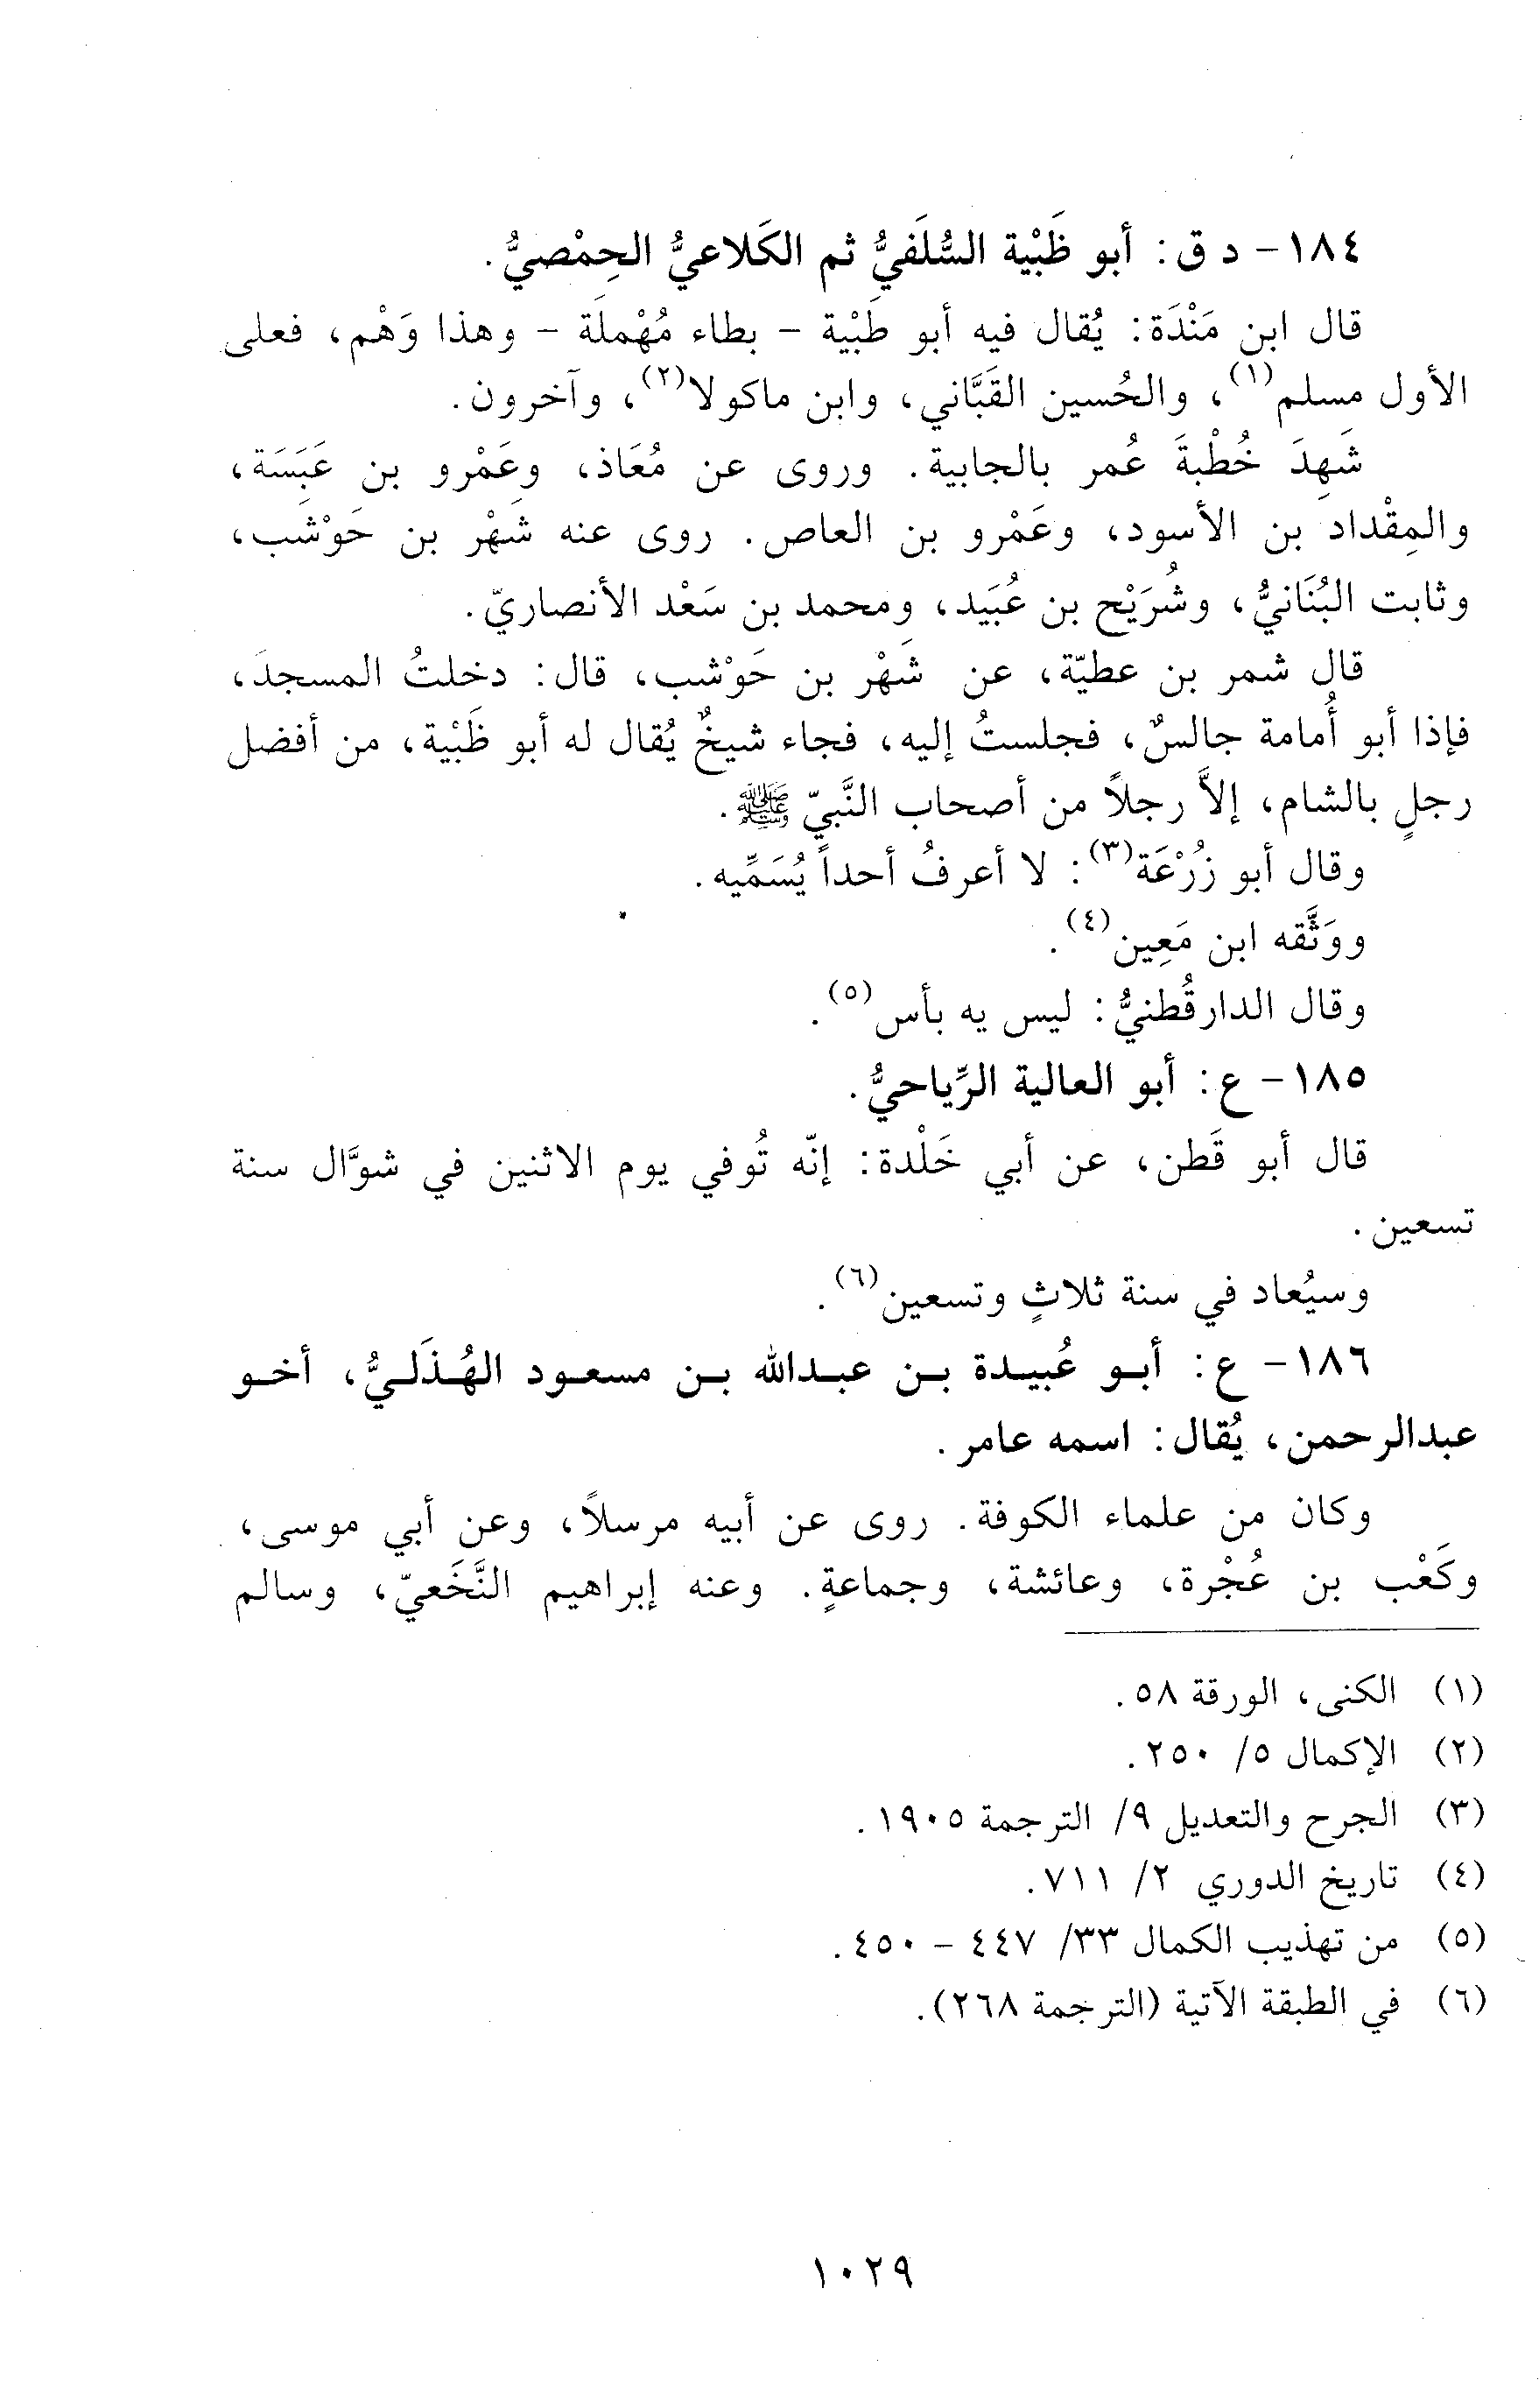 ١٨٤- د ق: أبو ظَبْية السُّلَفيُّ ثم الكَلاعيُّ الحِمْصيُّ.
قال ابن مَنْدَة: يُقال فيه أبو طَبْية - بطاء مُهْملَة - وهذا وَهْم، فعلى
الأول مسلم(١)، والحُسين القَبَّاني، وابن ماكولا(٢)، وآخرون.
شَهِدَ خُطْبةَ عُمر بالجابية. وروى عن مُعَاذ، وعَمْرو بن عَبَسَة،
والمِقْداد بن الأسود، وعَمْرو بن العاص. روى عنه شَهْر بن حَوْشَب،
وثابت البُنَانيُّ، وشُرَيْح بن عُبَيد، ومحمد بن سَعْد الأنصاريّ.
قال شمر بن عطيّة، عن شَهْر بن حَوْشب، قال: دخلتُ المسجدَ،
فإذا أبو أُمامة جالسٌ، فجلستُ إليه، فجاء شيخٌ يُقال له أبو ظَبْية، من أفضل
رجلٍ بالشام، إلاَّ رجلاً من أصحاب النَّبيّ ﷺ.
وقال أبو زُرْعَة(٣): لا أعرفُ أحداً يُسَمِّيه.
ووَثَّقه ابن مَعِين(٤).
وقال الدارقُطنيُّ: ليس يه بأس(٥).
١٨٥- ع: أبو العالية الرِّياحيُّ.
قال أبو قَطن، عن أبي خَلْدة: إنّه تُوفي يوم الاثنين في شوَّال سنة
تسعين.
وسيُعاد في سنة ثلاثٍ وتسعين(٦).
١٨٦- ع: أبو عُبيدة بن عبدالله بن مسعود الهُذَليُّ، أخو
عبدالرحمن، يُقال: اسمه عامر.
وكان من علماء الكوفة. روى عن أبيه مرسلاً، وعن أبي موسى،
وكَعْب بن عُجْرة، وعائشة، وجماعةٍ. وعنه إبراهيم النَّخَعيّ، وسالم
(١) الكنى، الورقة ٥٨.
(٢) الإكمال ٥/ ٢٥٠.
(٣) الجرح والتعديل ٩/ الترجمة ١٩٠٥.
(٤) تاريخ الدوري ٢/ ٧١١.
(٥) من تهذيب الكمال ٣٣/ ٤٤٧ - ٤٥٠.
(٦) في الطبقة الآتية (الترجمة ٢٦٨).
١٠٢٩